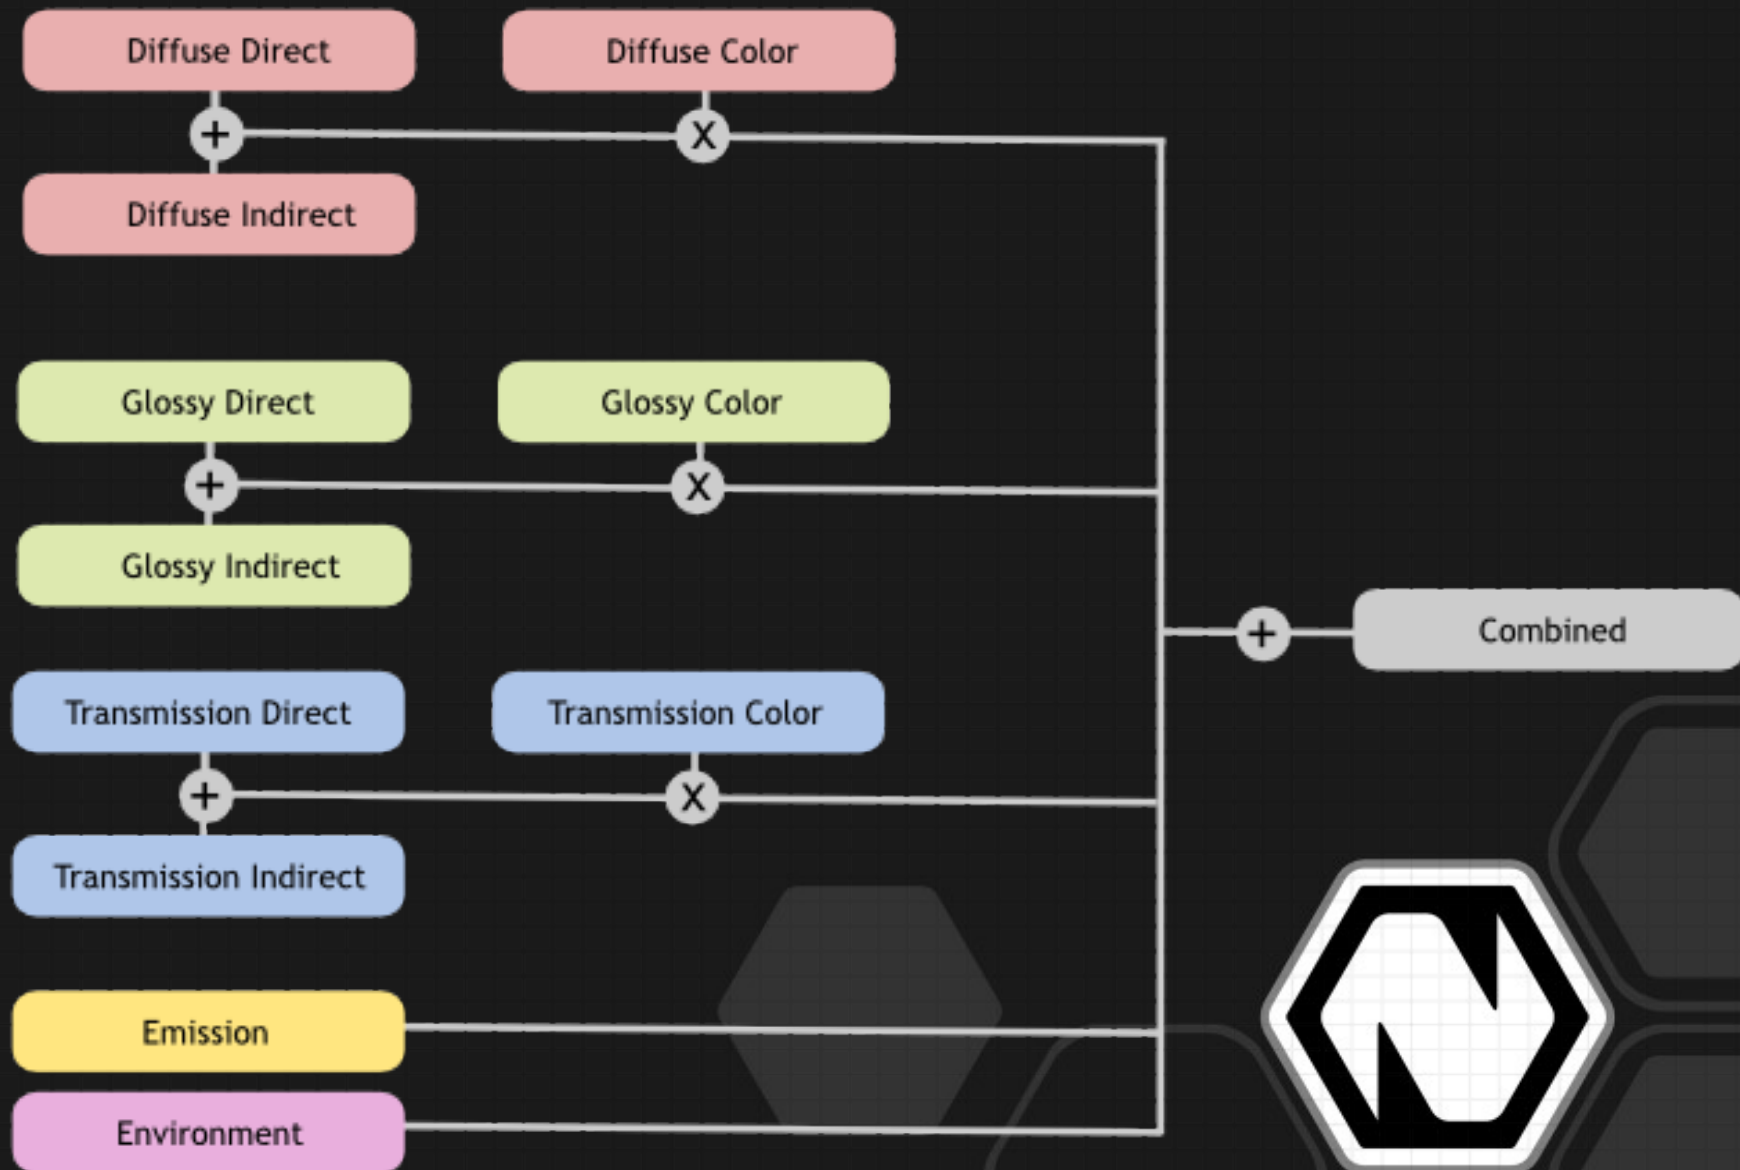 Diffuse Direct
Diffuse Color
+
X
Diffuse Indirect
Glossy Direct
Glossy Color
+
X
Glossy Indirect
+
Combined
Transmission Direct
Transmission Color
+
X
Transmission Indirect
Emission
Environment